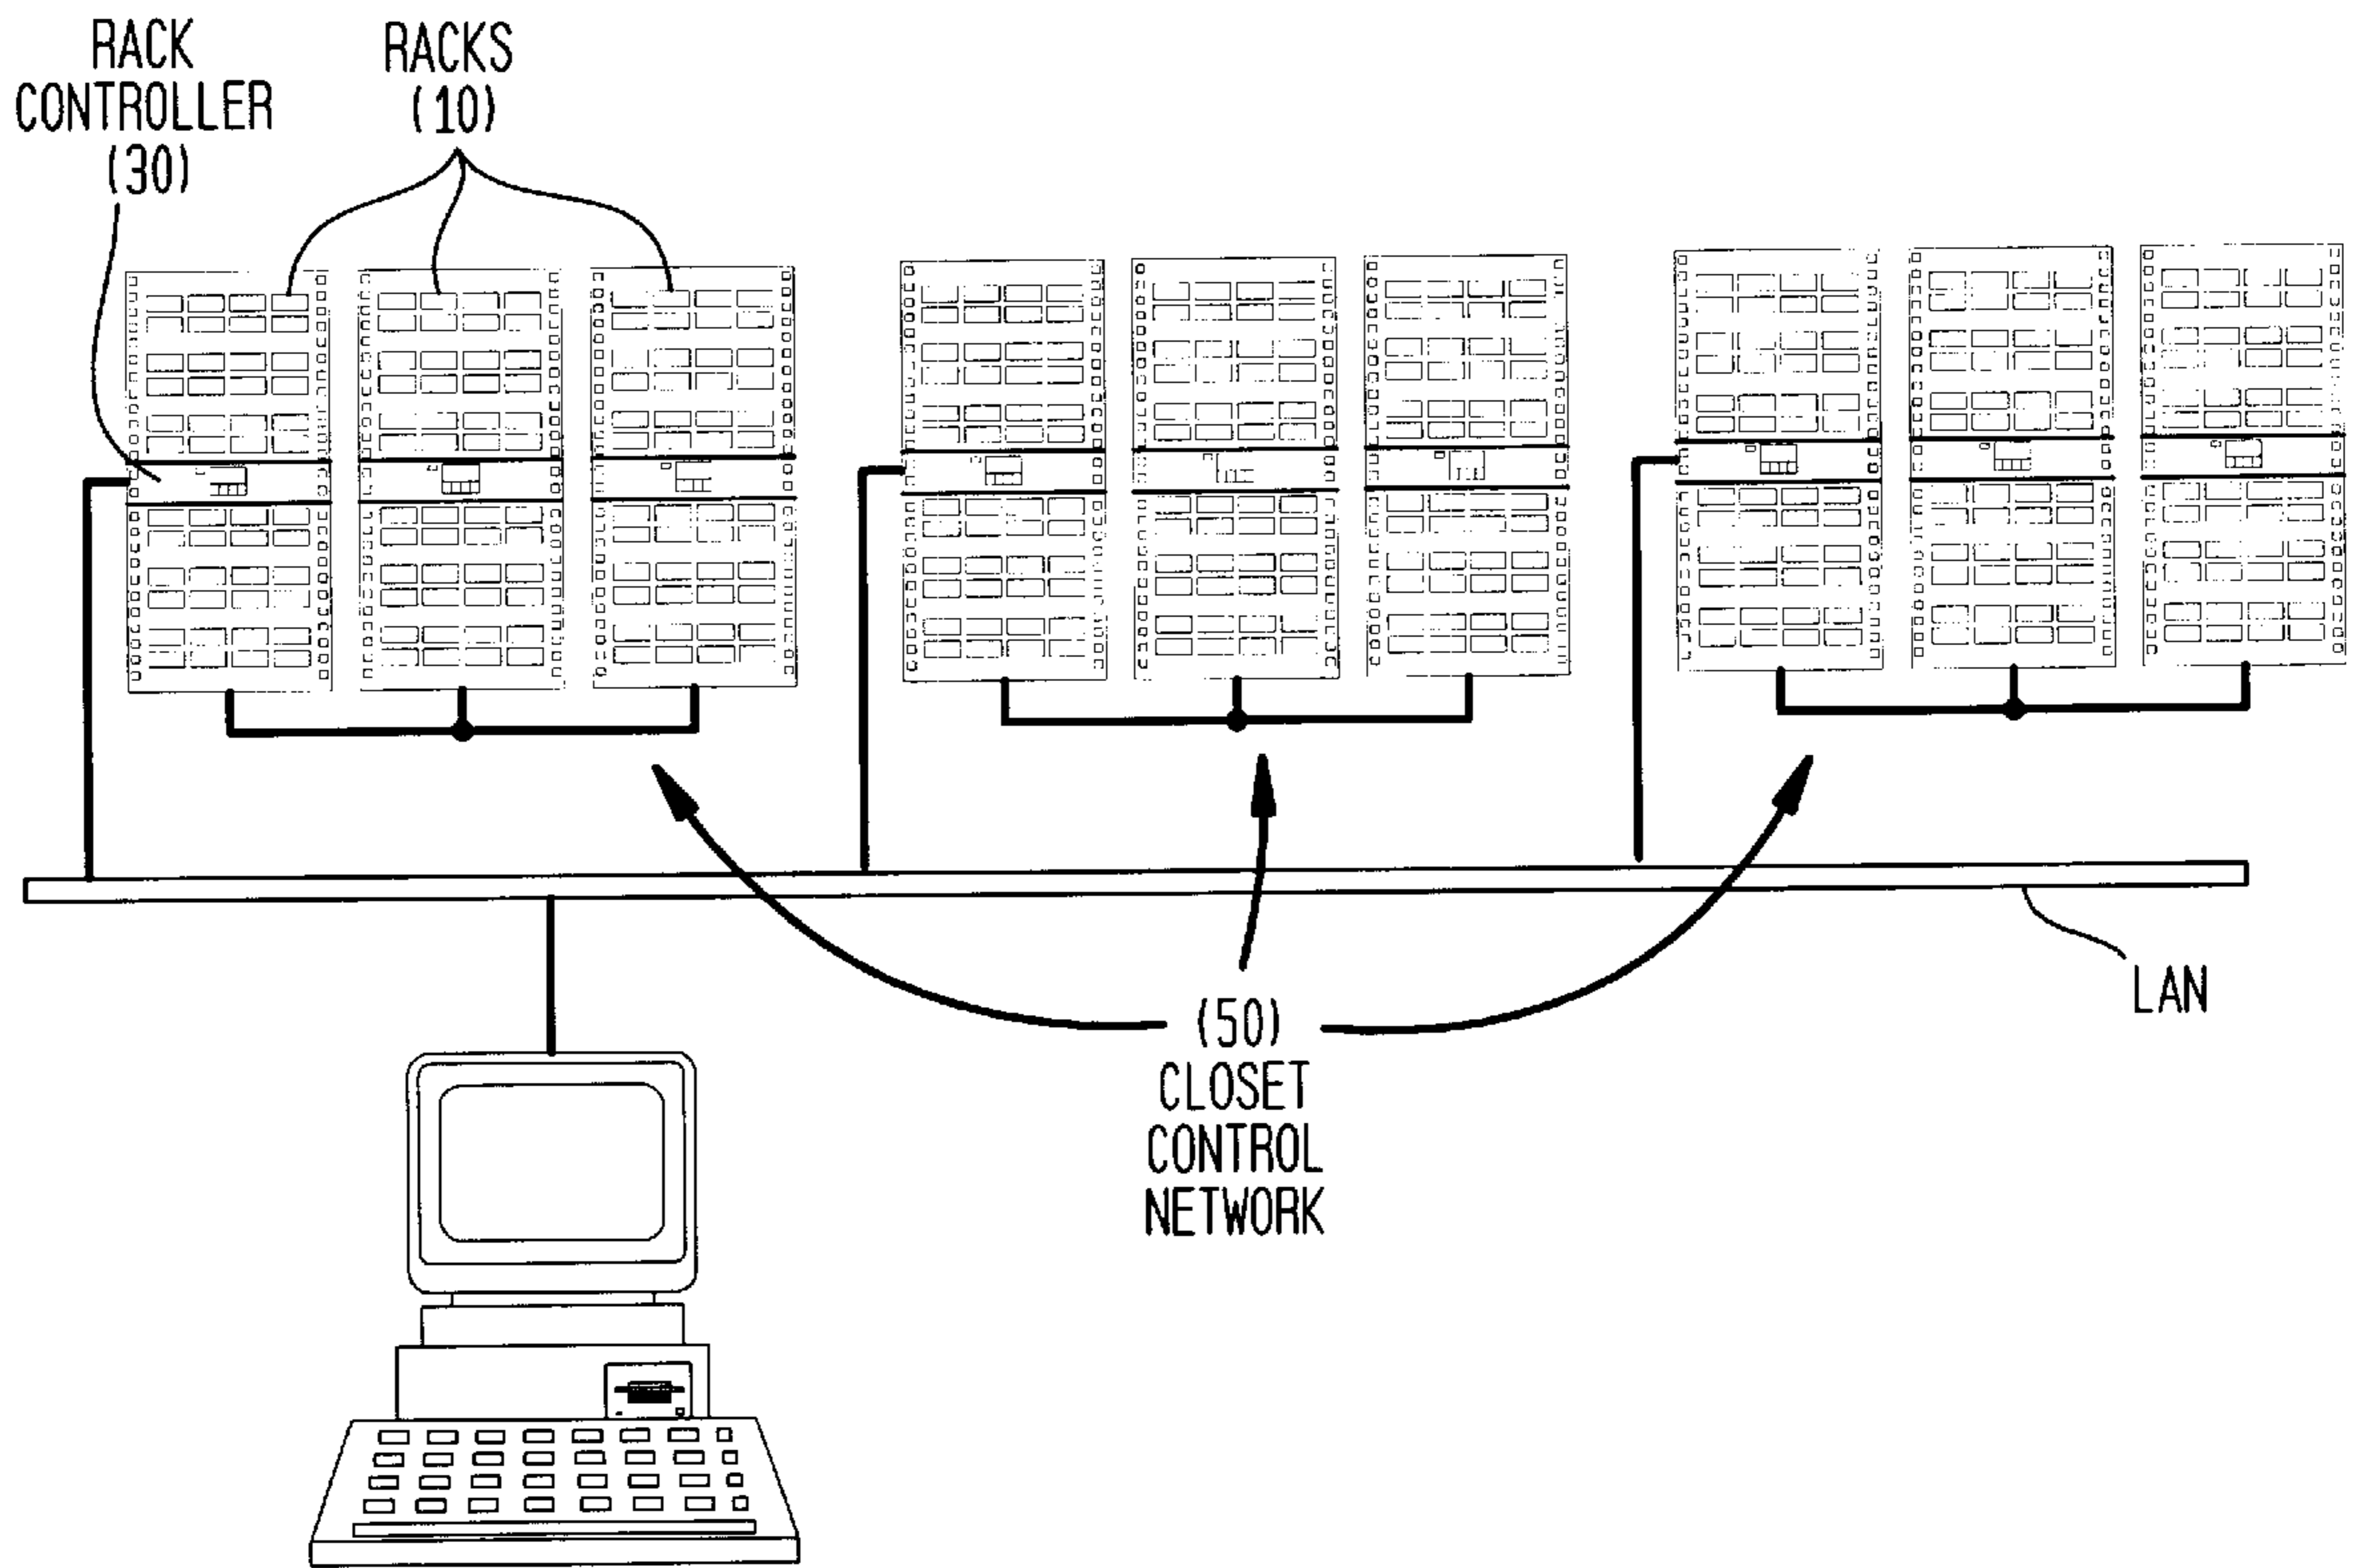 RACK
CONTROLLER
(30)
RACKS
(10)
LAN
(50)
CLOSET
CONTROL
NETWORK